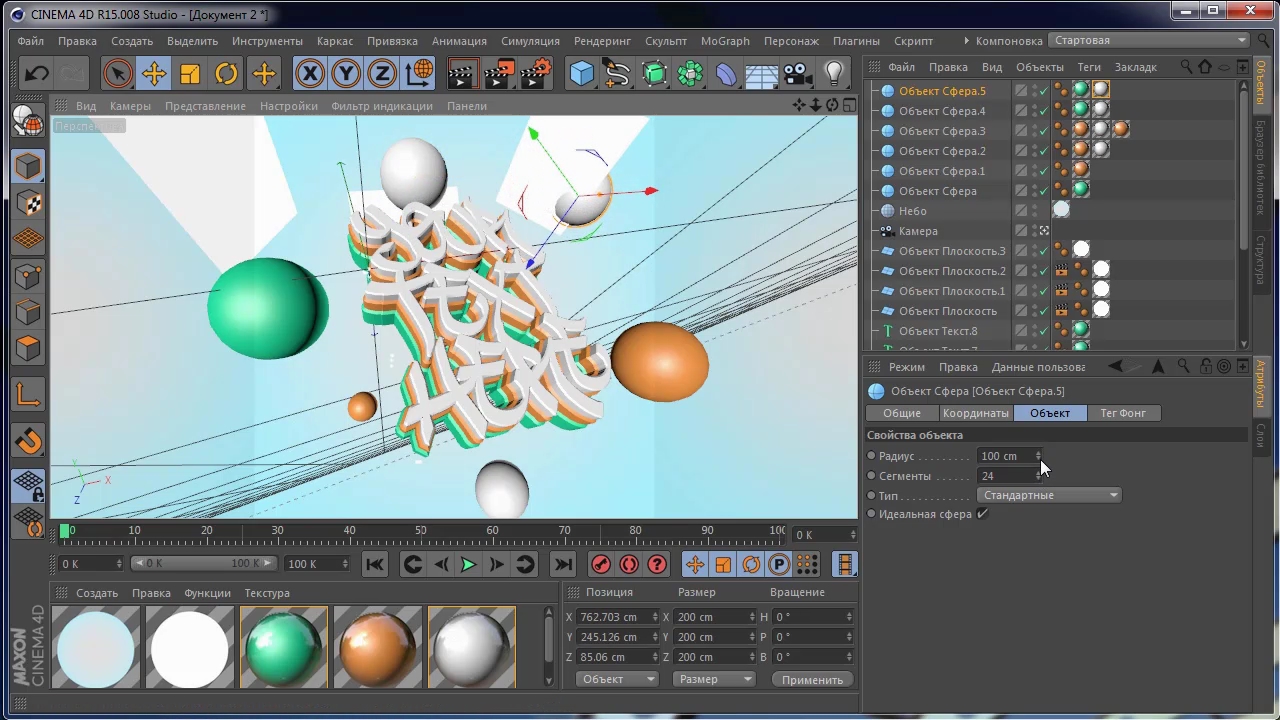 CINEMA 4D R15.008 Studio - [Документ 2 *]
Файл Правка Создать Выделить Инструменты Каркас Привязка Анимация Симуляция Рендеринг Скульпт MoGraph Персонаж Плагины Скрипт Компоновка Стартовая
X Y Z
Файл Правка Вид Объекты Теги Закладк
Вид Камеры Представление Настройки Фильтр индикации Панели
Объект Сфера.5
Объект Сфера.4
Объект Сфера.3
Объект Сфера.2
Объект Сфера.1
Объект Сфера
Небо
Камера
Объект Плоскость.3
Объект Плоскость.2
Объект Плоскость.1
Объект Плоскость
Объект Текст.8
Объекты
Браузер библиотек
Структура
Режим Правка Данные пользова
Объект Сфера [Объект Сфера.5]
Общие Координаты Объект Тег Фонг
Свойства объекта
Радиус 100 cm
Сегменты 24
Тип Стандартные
Идеальная сфера
Атрибуты
Слои
Y
X
Z
0 10 20 30 40 50 60 70 80 90 10 0 K
0 K 0 K 100 K 100 K P
Создать Правка Функции Текстура
Позиция Размер Вращение
X 762.703 cm X 200 cm H 0 °
Y 245.126 cm Y 200 cm P 0 °
Z 85.06 cm Z 200 cm B 0 °
Объект Размер Применить
MAXON
CINEMA 4D